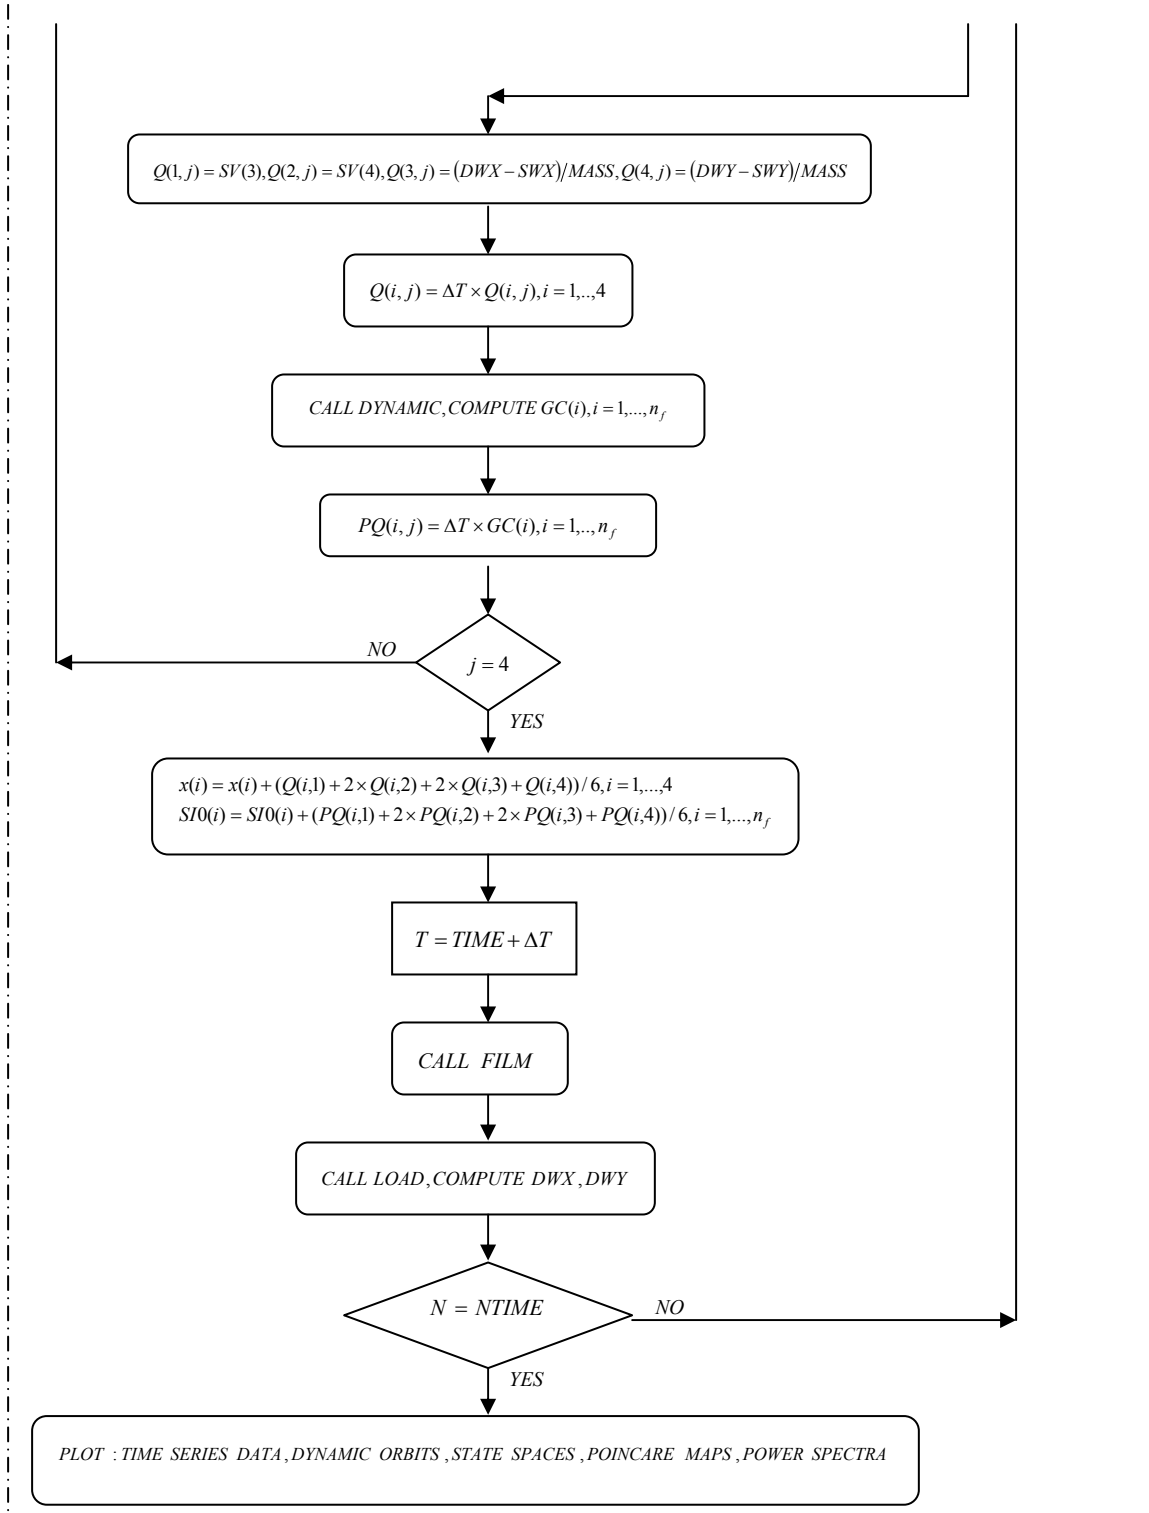 Q(1, j) = SV(3), Q(2, j) = SV(4), Q(3, j) = (DWX − SWX)/MASS, Q(4, j) = (DWY − SWY)/MASS
Q(i, j) = ΔT × Q(i, j), i = 1,..,4
CALL DYNAMIC, COMPUTE GC(i), i = 1,..., n_f
PQ(i, j) = ΔT × GC(i), i = 1,.., n_f
NO
j = 4
YES
x(i) = x(i) + (Q(i,1) + 2 × Q(i,2) + 2 × Q(i,3) + Q(i,4)) / 6, i = 1,...,4
SI0(i) = SI0(i) + (PQ(i,1) + 2 × PQ(i,2) + 2 × PQ(i,3) + PQ(i,4)) / 6, i = 1,..., n_f
T = TIME + ΔT
CALL FILM
CALL LOAD, COMPUTE DWX , DWY
N = NTIME
NO
YES
PLOT : TIME SERIES DATA , DYNAMIC ORBITS , STATE SPACES , POINCARE MAPS , POWER SPECTRA